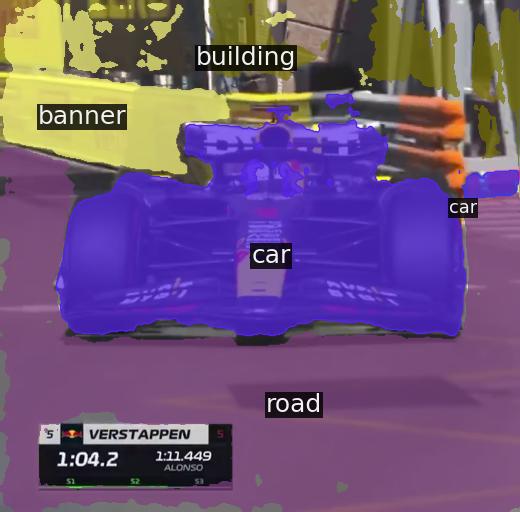 building
banner
car
car
road
5 VERSTAPPEN 5
1:04.2 1:11.449
ALONSO
S1 S2 S3